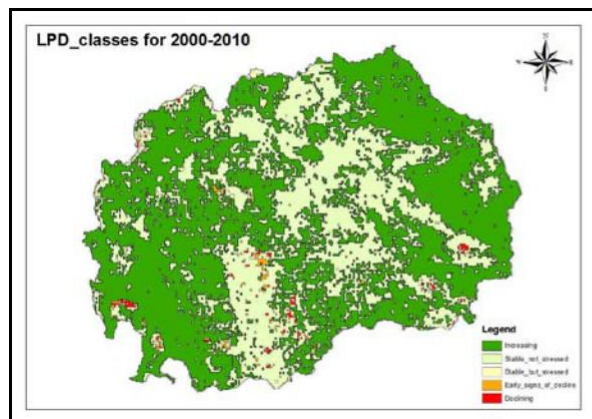 LPD_classes for 2000-2010
Legend
Increasing
Stable_not_stressed
Stable_but_stressed
Early_signs_of_decline
Declining